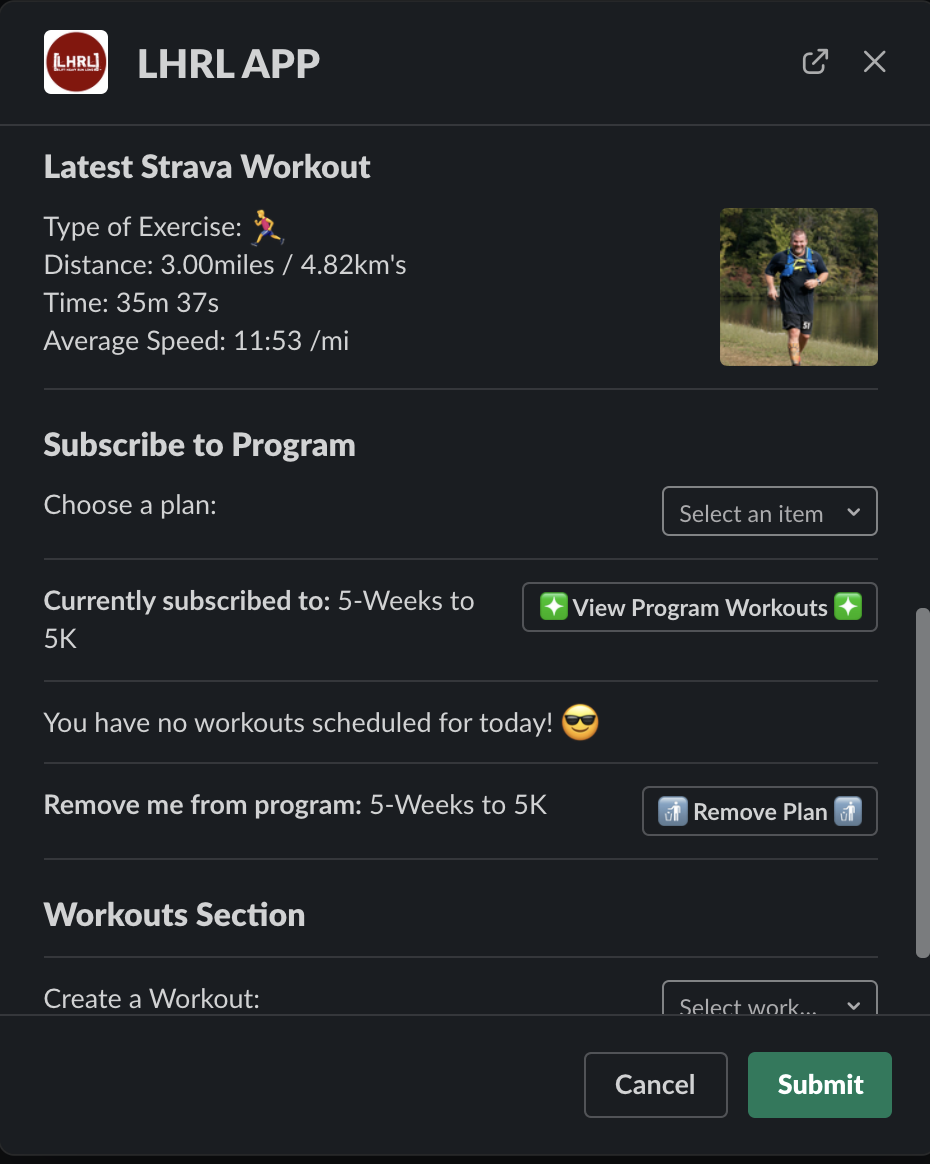 [LHRL]
LHRL APP
Latest Strava Workout
Type of Exercise:
Distance: 3.00miles / 4.82km's
Time: 35m 37s
Average Speed: 11:53 /mi
Subscribe to Program
Choose a plan:
Select an item
Currently subscribed to: 5-Weeks to
5K
View Program Workouts
You have no workouts scheduled for today!
Remove me from program: 5-Weeks to 5K
Remove Plan
Workouts Section
Create a Workout:
Select work...
Cancel
Submit